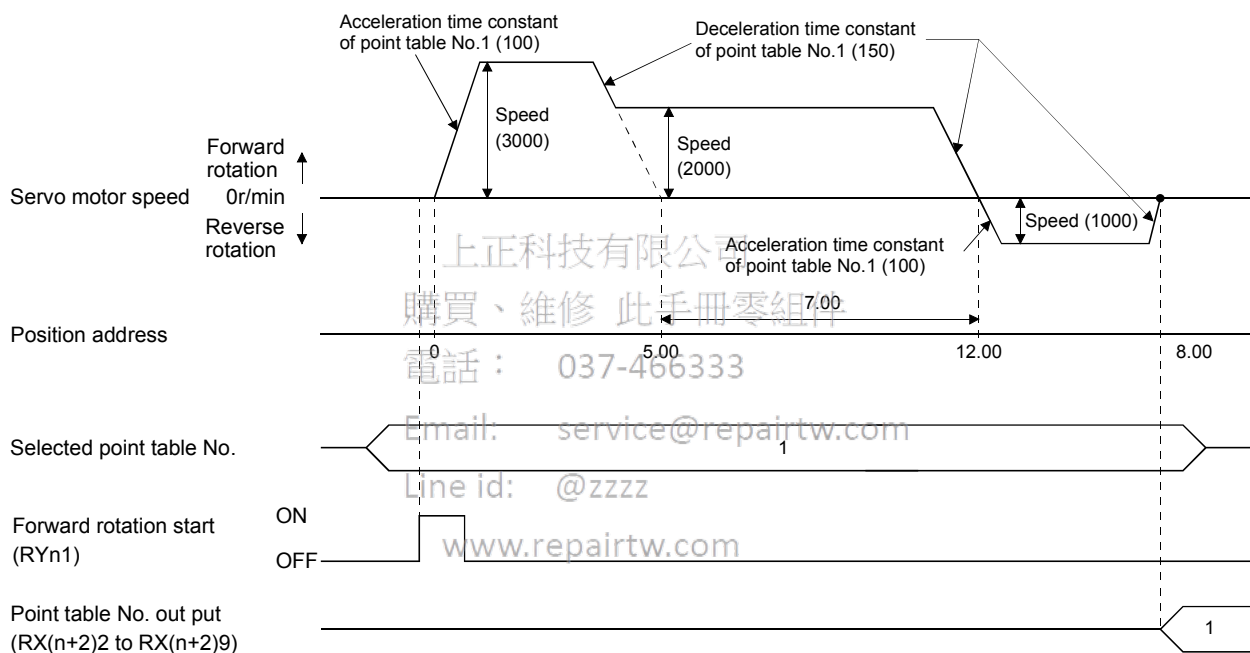 Acceleration time constant
of point table No.1 (100)
Deceleration time constant
of point table No.1 (150)
Speed
(3000)
Speed
(2000)
Forward
rotation
Servo motor speed 0r/min
Reverse
rotation
Speed (1000)
上正科技有限公司
Acceleration time constant
of point table No.1 (100)
購買、維修 此手冊零組件
7.00
Position address
0 5.00 12.00 8.00
電話： 037-466333
Email: service@repairtw.com
Selected point table No.
1
Line id: @zzzz
Forward rotation start
(RYn1)
ON
OFF
www.repairtw.com
Point table No. out put
(RX(n+2)2 to RX(n+2)9)
1